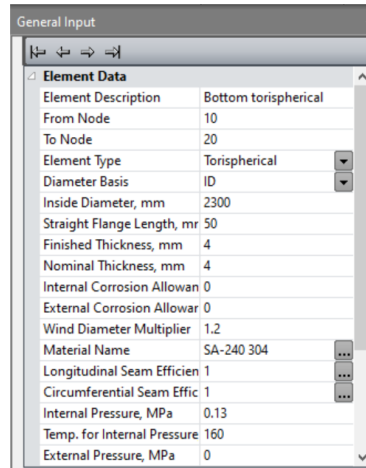 General Input
Element Data
Element Description Bottom torispherical
From Node 10
To Node 20
Element Type Torispherical
Diameter Basis ID
Inside Diameter, mm 2300
Straight Flange Length, mr 50
Finished Thickness, mm 4
Nominal Thickness, mm 4
Internal Corrosion Allowan 0
External Corrosion Allowar 0
Wind Diameter Multiplier 1.2
Material Name SA-240 304 ...
Longitudinal Seam Efficien 1 ...
Circumferential Seam Effic 1 ...
Internal Pressure, MPa 0.13
Temp. for Internal Pressure 160
External Pressure, MPa 0